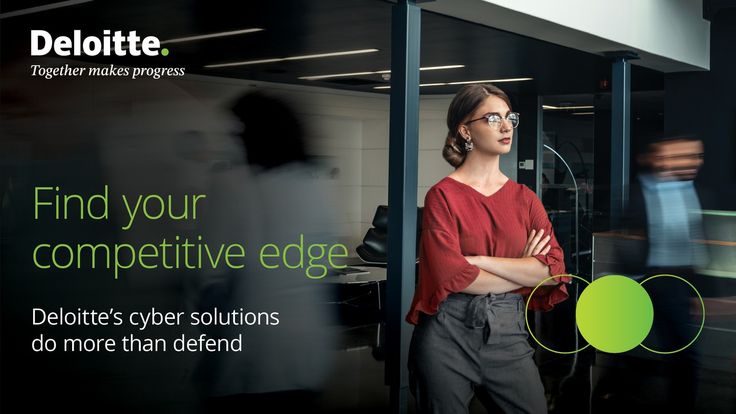 Deloitte.
Together makes progress
Find your
competitive edge
Deloitte's cyber solutions
do more than defend